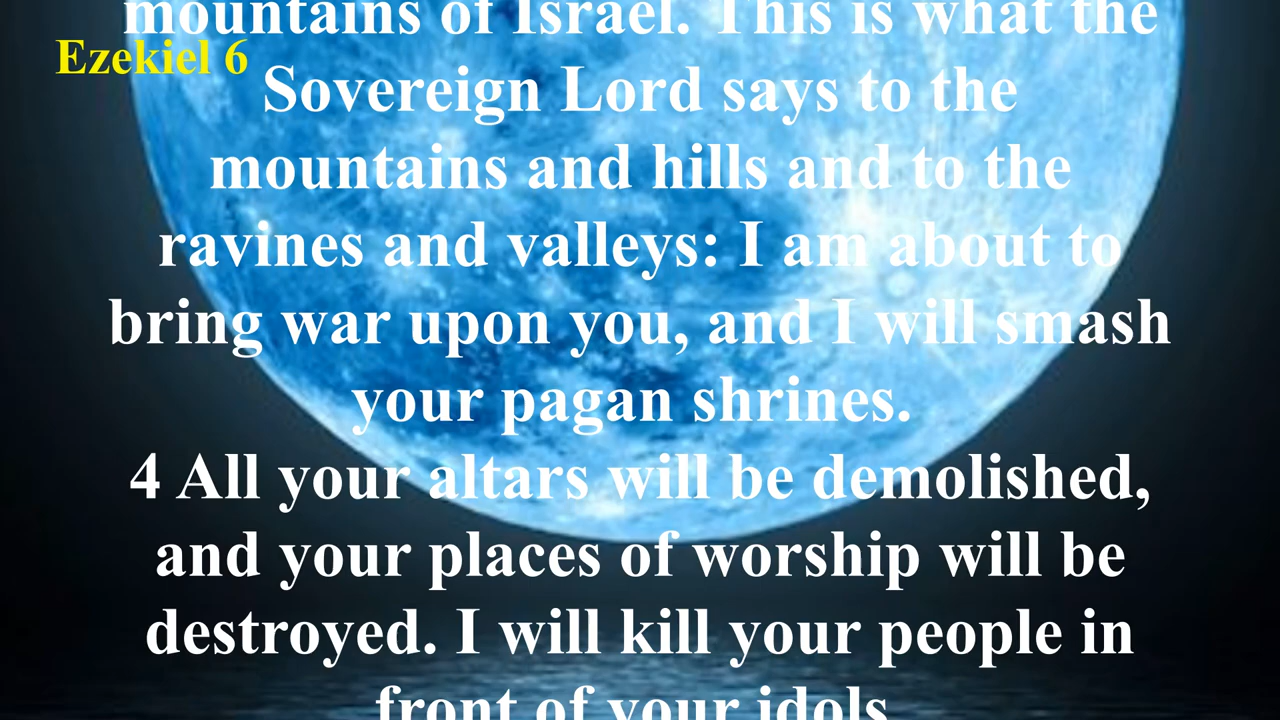 mountains of Israel. This is what the
Ezekiel 6
Sovereign Lord says to the
mountains and hills and to the
ravines and valleys: I am about to
bring war upon you, and I will smash
your pagan shrines.
4 All your altars will be demolished,
and your places of worship will be
destroyed. I will kill your people in
front of your idols.